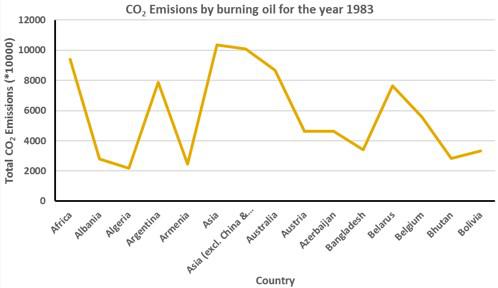 CO₂ Emisions by burning oil for the year 1983
Total CO₂ Emissions (*10000)
12000
10000
8000
6000
4000
2000
0
Africa
Albania
Algeria
Argentina
Armenia
Asia
Asia (excl. China &...
Australia
Austria
Azerbaijan
Bangladesh
Belarus
Belgium
Bhutan
Bolivia
Country